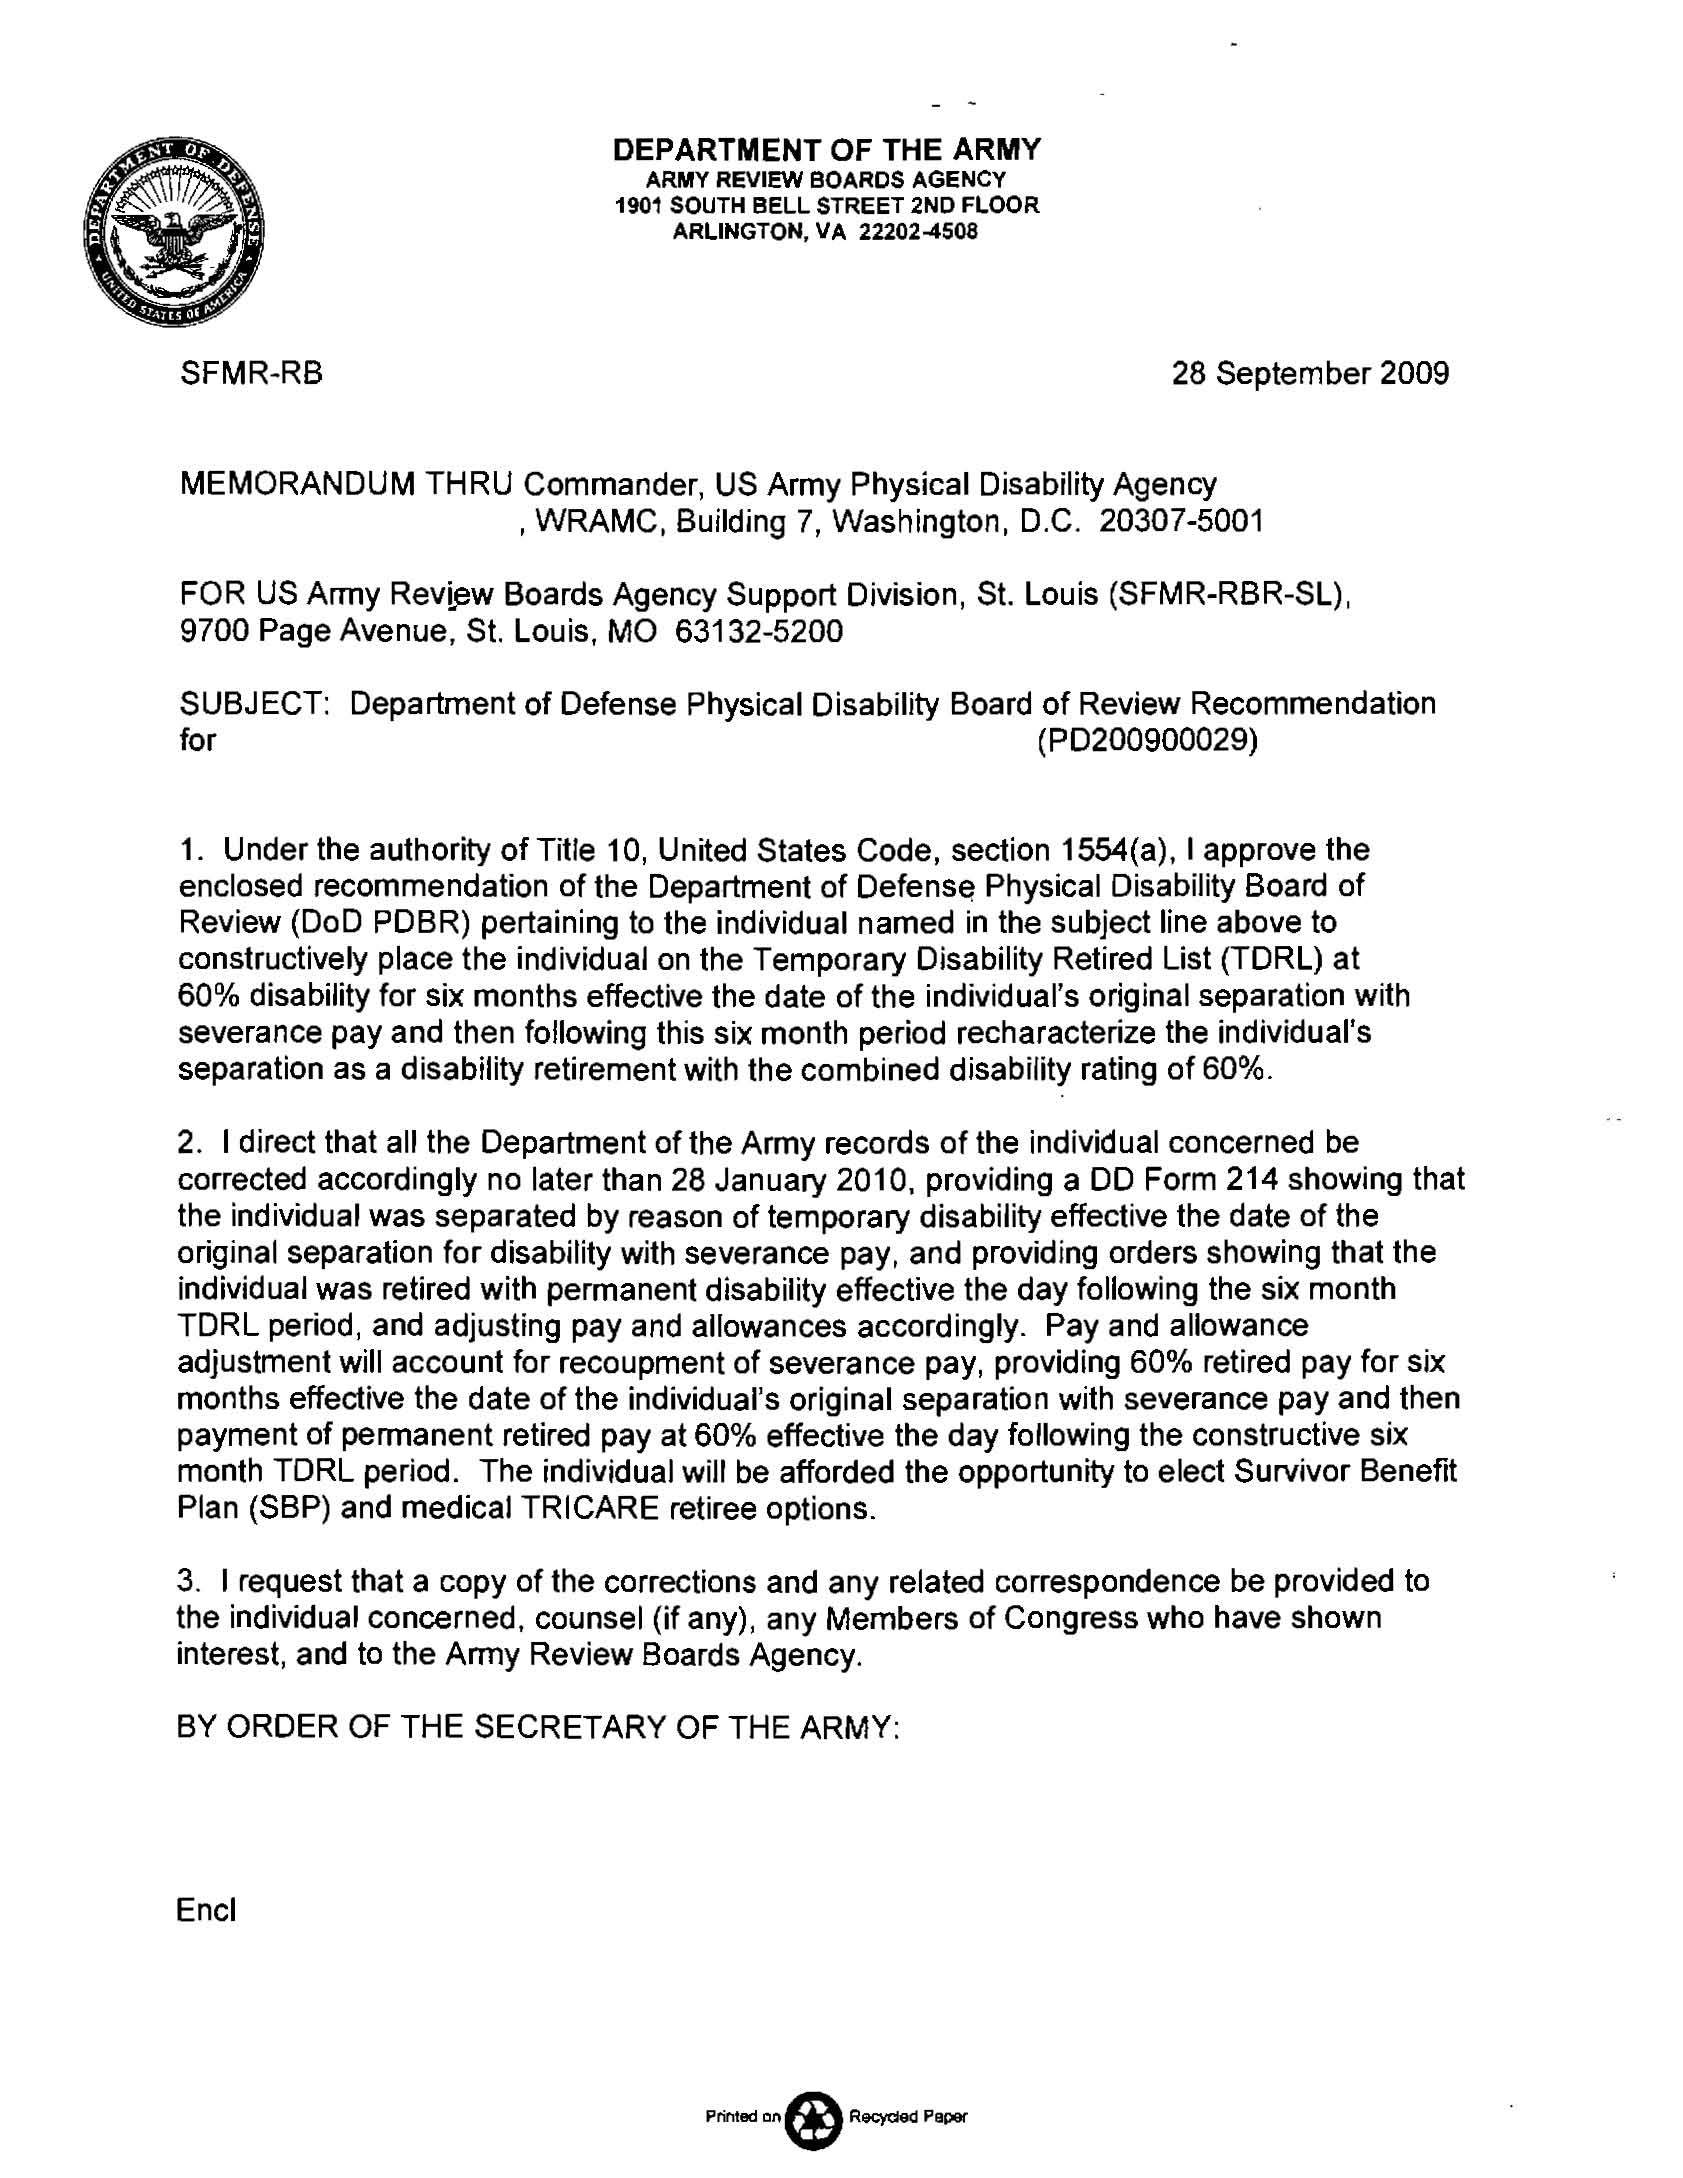 DEPARTMENT OF DEFENSE
UNITED STATES OF AMERICA
DEPARTMENT OF THE ARMY
ARMY REVIEW BOARDS AGENCY
1901 SOUTH BELL STREET 2ND FLOOR
ARLINGTON, VA 22202-4508
SFMR-RB 28 September 2009
MEMORANDUM THRU Commander, US Army Physical Disability Agency
, WRAMC, Building 7, Washington, D.C. 20307-5001
FOR US Army Review Boards Agency Support Division, St. Louis (SFMR-RBR-SL),
9700 Page Avenue, St. Louis, MO 63132-5200
SUBJECT: Department of Defense Physical Disability Board of Review Recommendation
for (PD200900029)
1. Under the authority of Title 10, United States Code, section 1554(a), I approve the
enclosed recommendation of the Department of Defense Physical Disability Board of
Review (DoD PDBR) pertaining to the individual named in the subject line above to
constructively place the individual on the Temporary Disability Retired List (TDRL) at
60% disability for six months effective the date of the individual's original separation with
severance pay and then following this six month period recharacterize the individual's
separation as a disability retirement with the combined disability rating of 60%.
2. I direct that all the Department of the Army records of the individual concerned be
corrected accordingly no later than 28 January 2010, providing a DD Form 214 showing that
the individual was separated by reason of temporary disability effective the date of the
original separation for disability with severance pay, and providing orders showing that the
individual was retired with permanent disability effective the day following the six month
TDRL period, and adjusting pay and allowances accordingly. Pay and allowance
adjustment will account for recoupment of severance pay, providing 60% retired pay for six
months effective the date of the individual's original separation with severance pay and then
payment of permanent retired pay at 60% effective the day following the constructive six
month TDRL period. The individual will be afforded the opportunity to elect Survivor Benefit
Plan (SBP) and medical TRICARE retiree options.
3. I request that a copy of the corrections and any related correspondence be provided to
the individual concerned, counsel (if any), any Members of Congress who have shown
interest, and to the Army Review Boards Agency.
BY ORDER OF THE SECRETARY OF THE ARMY:
Encl
Printed on Recycled Paper